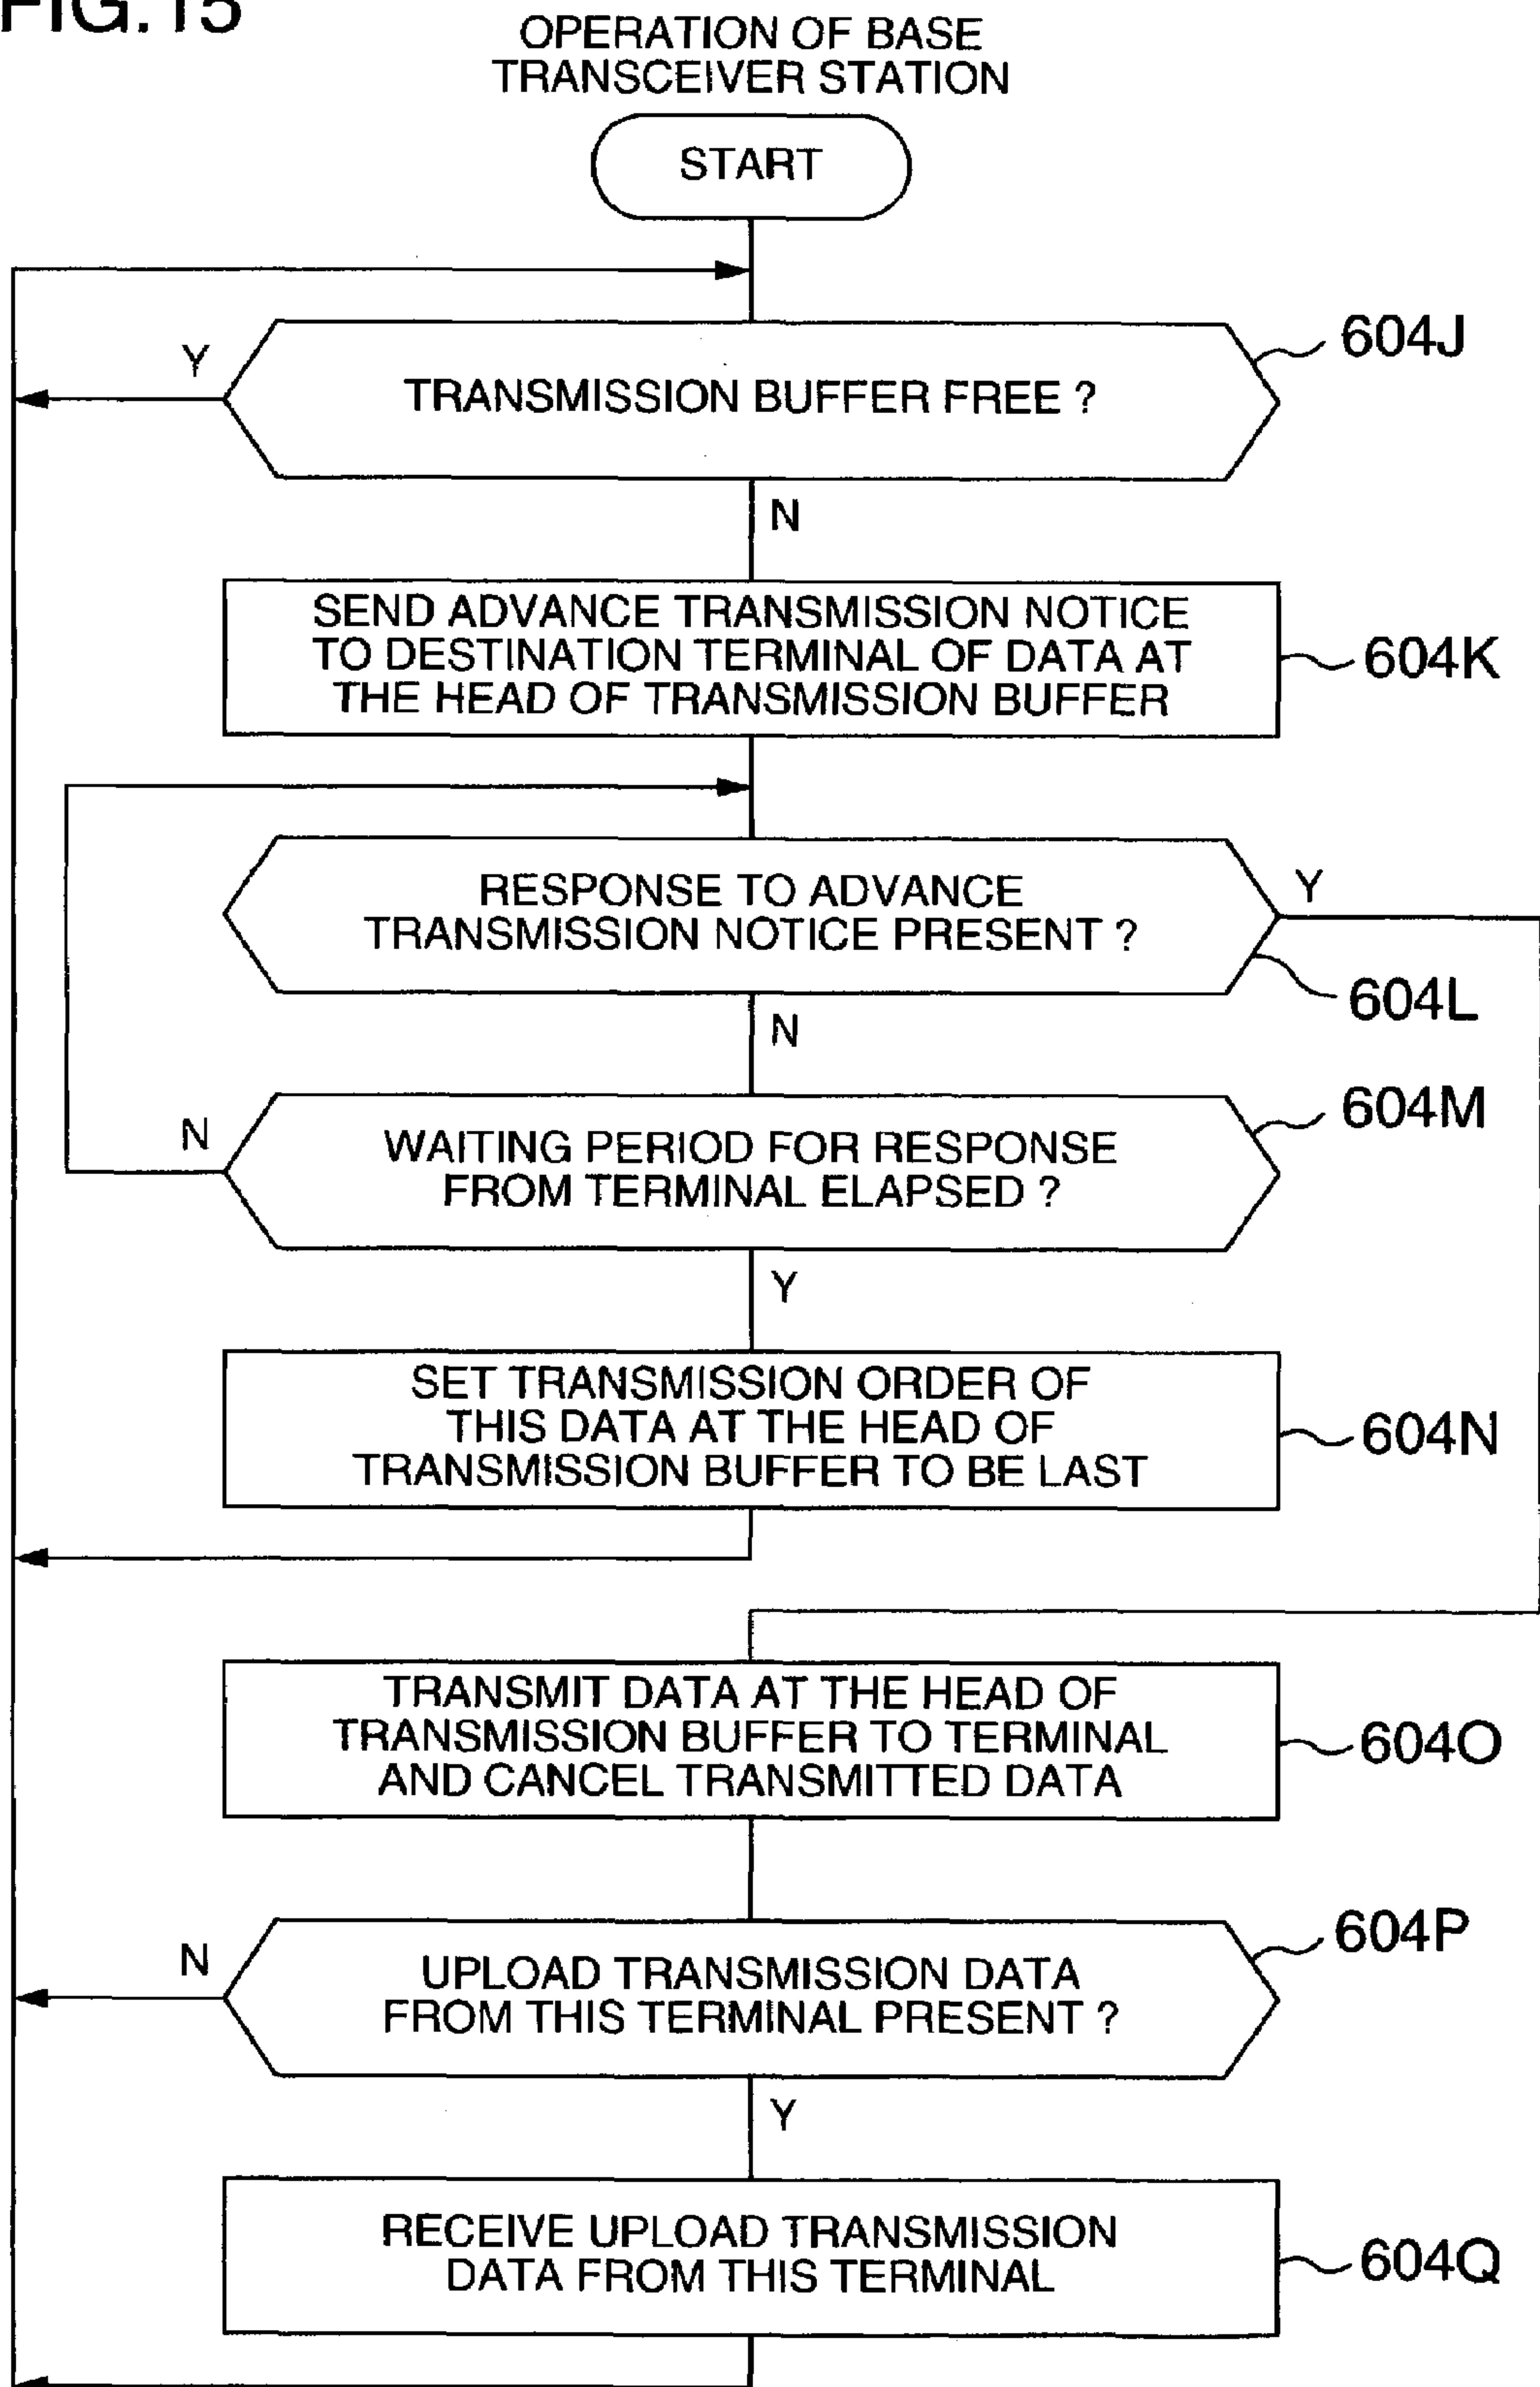 FIG.15
OPERATION OF BASE
TRANSCEIVER STATION
START
604J
Y
TRANSMISSION BUFFER FREE ?
N
SEND ADVANCE TRANSMISSION NOTICE
TO DESTINATION TERMINAL OF DATA AT
THE HEAD OF TRANSMISSION BUFFER
604K
RESPONSE TO ADVANCE
TRANSMISSION NOTICE PRESENT ?
Y
604L
N
604M
N
WAITING PERIOD FOR RESPONSE
FROM TERMINAL ELAPSED ?
Y
SET TRANSMISSION ORDER OF
THIS DATA AT THE HEAD OF
TRANSMISSION BUFFER TO BE LAST
604N
TRANSMIT DATA AT THE HEAD OF
TRANSMISSION BUFFER TO TERMINAL
AND CANCEL TRANSMITTED DATA
604O
604P
N
UPLOAD TRANSMISSION DATA
FROM THIS TERMINAL PRESENT ?
Y
RECEIVE UPLOAD TRANSMISSION
DATA FROM THIS TERMINAL
604Q